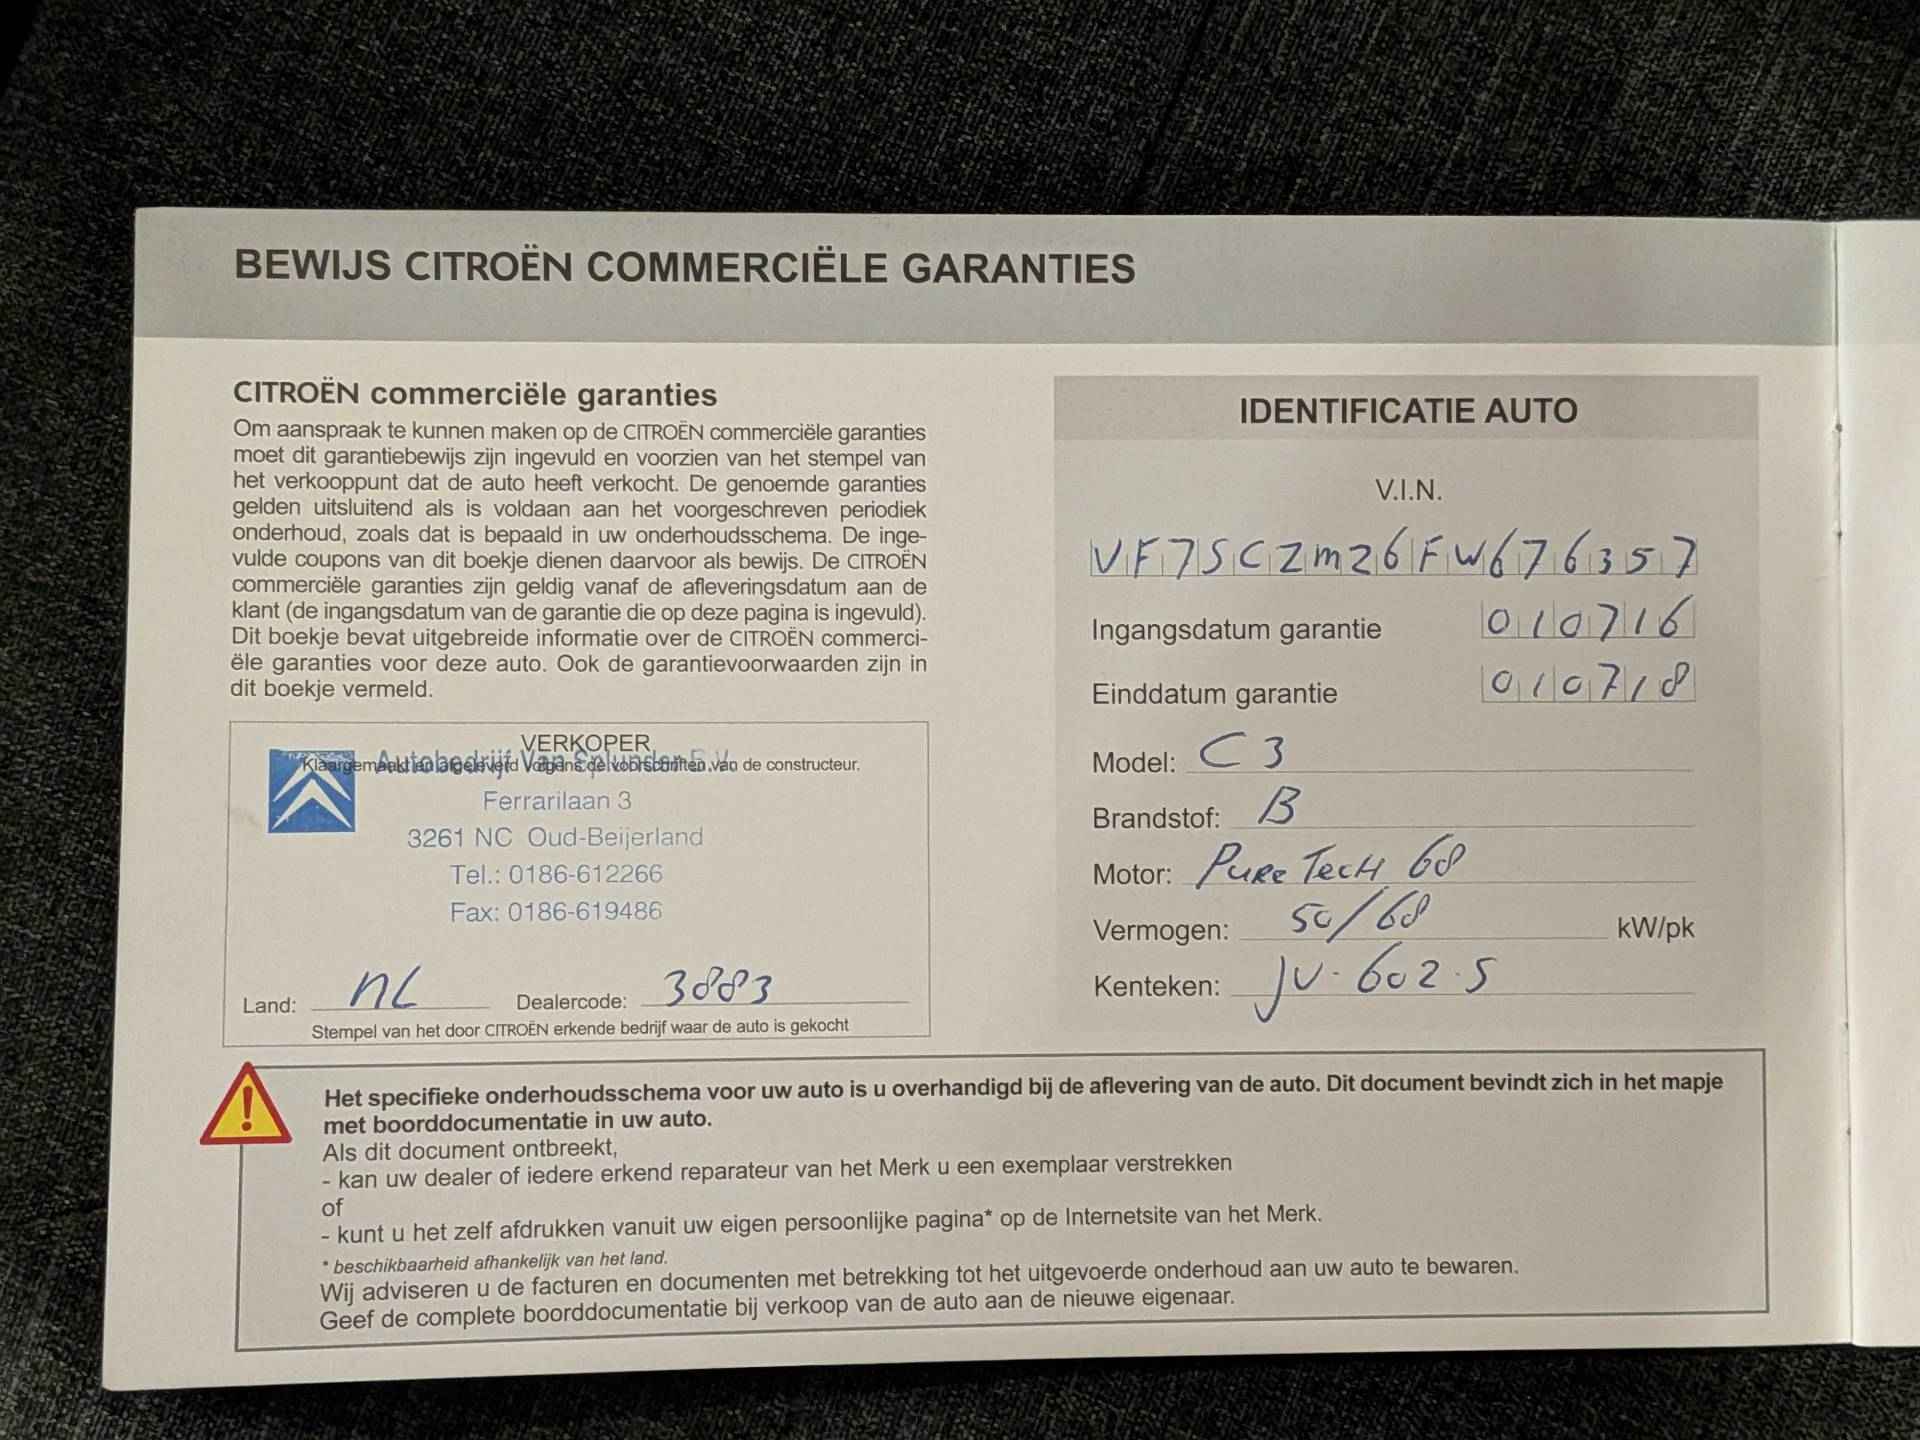 BEWIJS CITROËN COMMERCIËLE GARANTIES
CITROËN commerciële garanties
Om aanspraak te kunnen maken op de CITROËN commerciële garanties
moet dit garantiebewijs zijn ingevuld en voorzien van het stempel van
het verkooppunt dat de auto heeft verkocht. De genoemde garanties
gelden uitsluitend als is voldaan aan het voorgeschreven periodiek
onderhoud, zoals dat is bepaald in uw onderhoudsschema. De inge-
vulde coupons van dit boekje dienen daarvoor als bewijs. De CITROËN
commerciële garanties zijn geldig vanaf de afleveringsdatum aan de
klant (de ingangsdatum van de garantie die op deze pagina is ingevuld).
Dit boekje bevat uitgebreide informatie over de CITROËN commerci-
ële garanties voor deze auto. Ook de garantievoorwaarden zijn in
dit boekje vermeld.
VERKOPER
Klaargemaakt en afgeleverd volgens de voorschriften van de constructeur.
Autobedrijf Van
Ferrarilaan 3
3261 NC Oud-Beijerland
Tel.: 0186-612266
Fax: 0186-619486
Land: NL Dealercode: 3883
Stempel van het door CITROËN erkende bedrijf waar de auto is gekocht
IDENTIFICATIE AUTO
V.I.N.
VF7SCZMZ6FW676357
Ingangsdatum garantie 010716
Einddatum garantie 010718
Model: C3
Brandstof: B
Motor: PureTecH 68
Vermogen: 50/68 kW/pk
Kenteken: JV-602-S
Het specifieke onderhoudsschema voor uw auto is u overhandigd bij de aflevering van de auto. Dit document bevindt zich in het mapje
met boorddocumentatie in uw auto.
Als dit document ontbreekt,
- kan uw dealer of iedere erkend reparateur van het Merk u een exemplaar verstrekken
of
- kunt u het zelf afdrukken vanuit uw eigen persoonlijke pagina* op de Internetsite van het Merk.
* beschikbaarheid afhankelijk van het land.
Wij adviseren u de facturen en documenten met betrekking tot het uitgevoerde onderhoud aan uw auto te bewaren.
Geef de complete boorddocumentatie bij verkoop van de auto aan de nieuwe eigenaar.